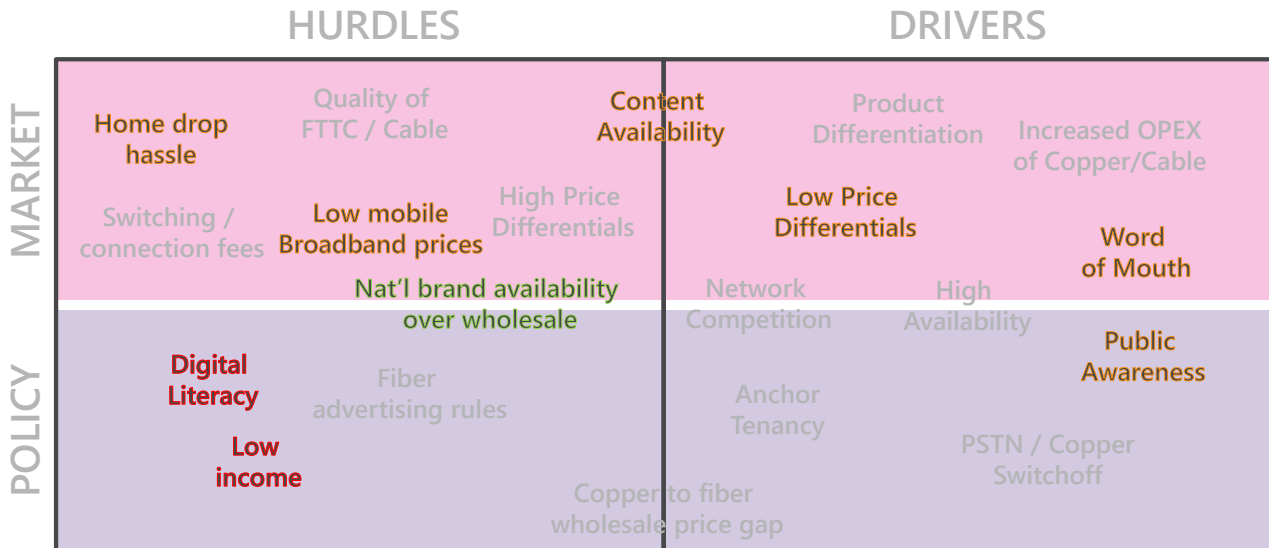 HURDLES
DRIVERS
MARKET
Home drop
hassle
Quality of
FTTC / Cable
Content
Availability
Product
Differentiation
Increased OPEX
of Copper/Cable
Switching /
connection fees
Low mobile
Broadband prices
High Price
Differentials
Low Price
Differentials
Word
of Mouth
Nat'l brand availability
over wholesale
Network
Competition
High
Availability
POLICY
Digital
Literacy
Fiber
advertising rules
Public
Awareness
Anchor
Tenancy
Low
income
PSTN / Copper
Switchoff
Copper to fiber
wholesale price gap